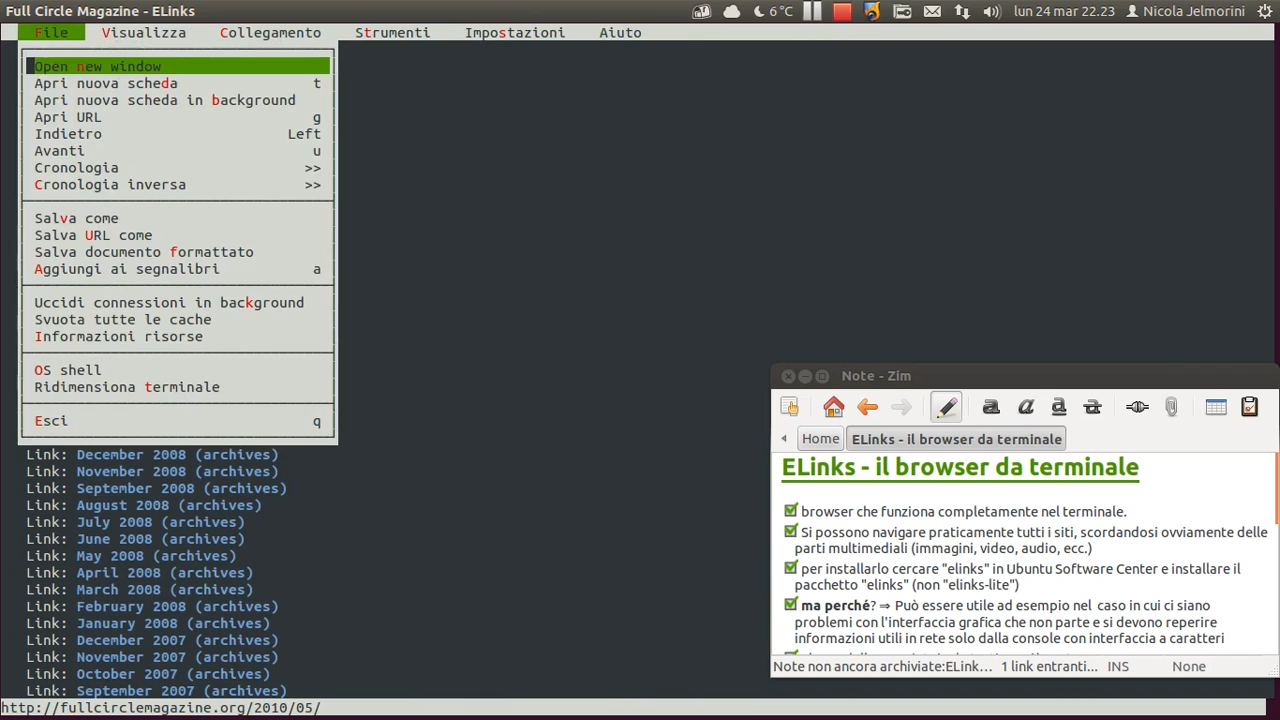 Full Circle Magazine - ELinks
6°C
lun 24 mar 22.23
Nicola Jelmorini
File Visualizza Collegamento Strumenti Impostazioni Aiuto
Open new window
Apri nuova scheda t
Apri nuova scheda in background
Apri URL g
Indietro Left
Avanti u
Cronologia >>
Cronologia inversa >>
Salva come
Salva URL come
Salva documento formattato
Aggiungi ai segnalibri a
Uccidi connessioni in background
Svuota tutte le cache
Informazioni risorse
OS shell
Ridimensiona terminale
Esci q
Link: December 2008 (archives)
Link: November 2008 (archives)
Link: September 2008 (archives)
Link: August 2008 (archives)
Link: July 2008 (archives)
Link: June 2008 (archives)
Link: May 2008 (archives)
Link: April 2008 (archives)
Link: March 2008 (archives)
Link: February 2008 (archives)
Link: January 2008 (archives)
Link: December 2007 (archives)
Link: November 2007 (archives)
Link: October 2007 (archives)
Link: September 2007 (archives)
http://fullcirclemagazine.org/2010/05/
Note - Zim
Home ELinks - il browser da terminale
ELinks - il browser da terminale
browser che funziona completamente nel terminale.
Si possono navigare praticamente tutti i siti, scordandosi ovviamente delle
parti multimediali (immagini, video, audio, ecc.)
per installarlo cercare "elinks" in Ubuntu Software Center e installare il
pacchetto "elinks" (non "elinks-lite")
ma perché? ⇒ Può essere utile ad esempio nel caso in cui ci siano
problemi con l'interfaccia grafica che non parte e si devono reperire
informazioni utili in rete solo dalla console con interfaccia a caratteri
Note non ancora archiviate:ELink... 1 link entranti... INS None